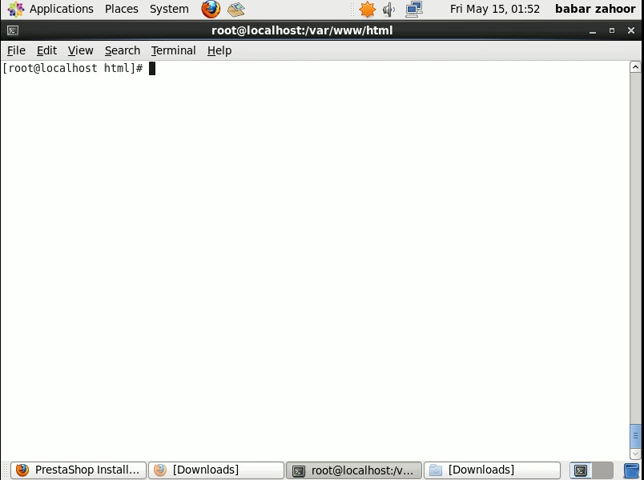 Applications Places System Fri May 15, 01:52 babar zahoor
root@localhost:/var/www/html
File Edit View Search Terminal Help
[root@localhost html]#
PrestaShop Install... [Downloads] root@localhost:/v... [Downloads]